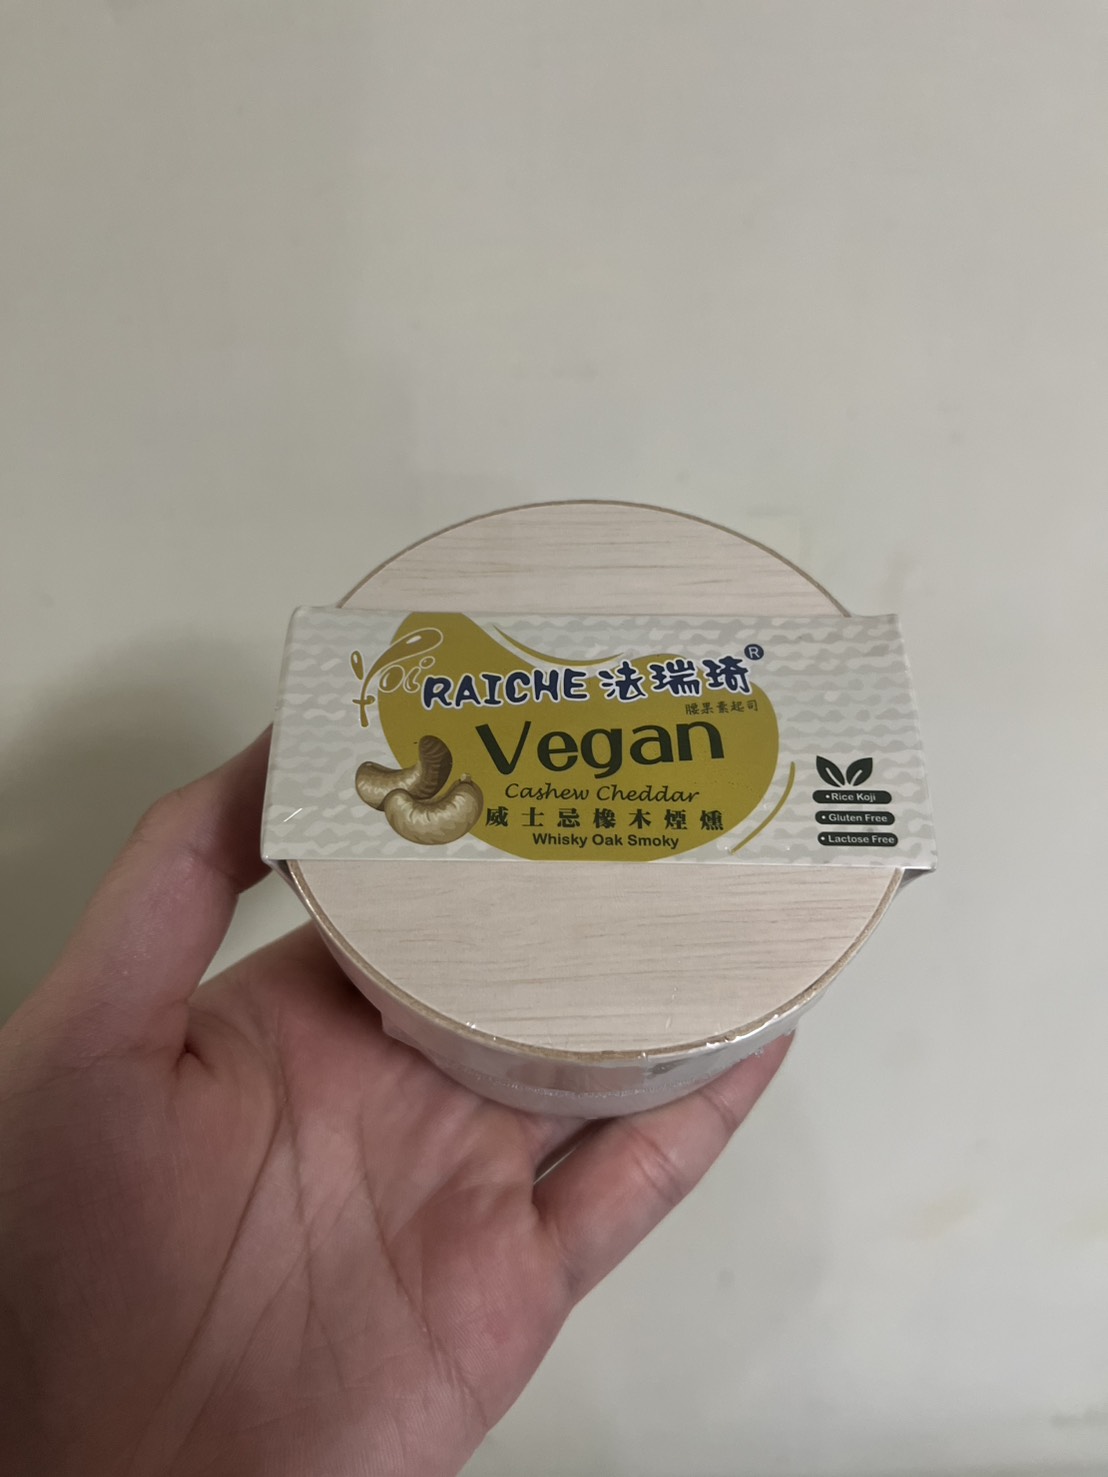 RAICHE 法瑞琦®
腰果素起司
Vegan
Cashew Cheddar
威士忌橡木煙燻
Whisky Oak Smoky
•Rice Koji
•Gluten Free
•Lactose Free